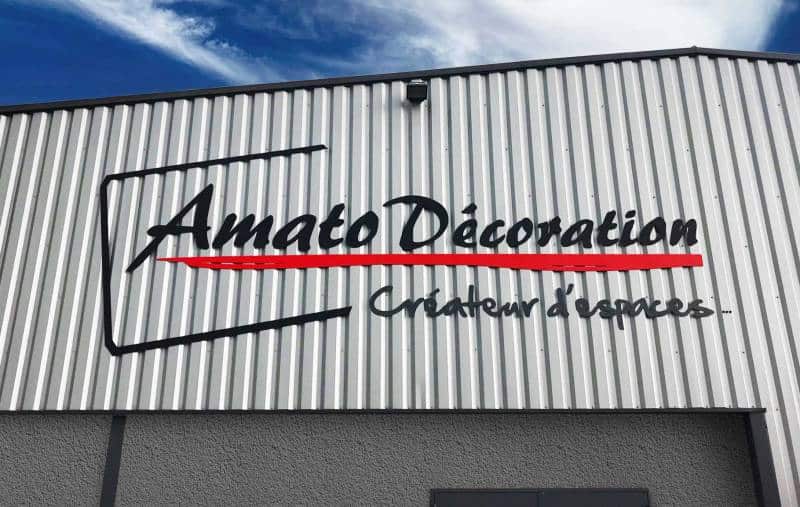 Amato Décoration
Créateur d'espaces...